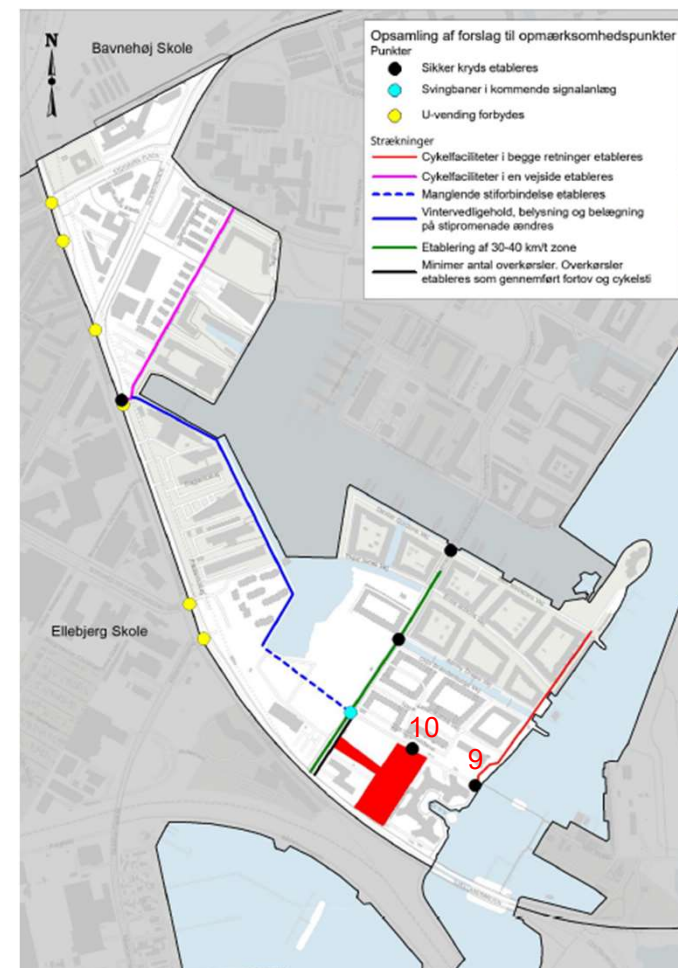 N
Bavnehøj Skole
Opsamling af forslag til opmærksomhedspunkter
Punkter
Sikker kryds etableres
Svingbaner i kommende signalanlæg
U-vending forbydes
Strækninger
Cykelfaciliteter i begge retninger etableres
Cykelfaciliteter i en vejside etableres
Manglende stiforbindelse etableres
Vintervedligehold, belysning og belægning
på stipromenade ændres
Etablering af 30-40 km/t zone
Minimer antal overkørsler. Overkørsler
etableres som gennemført fortov og cykelsti
Ellebjerg Skole
10
9